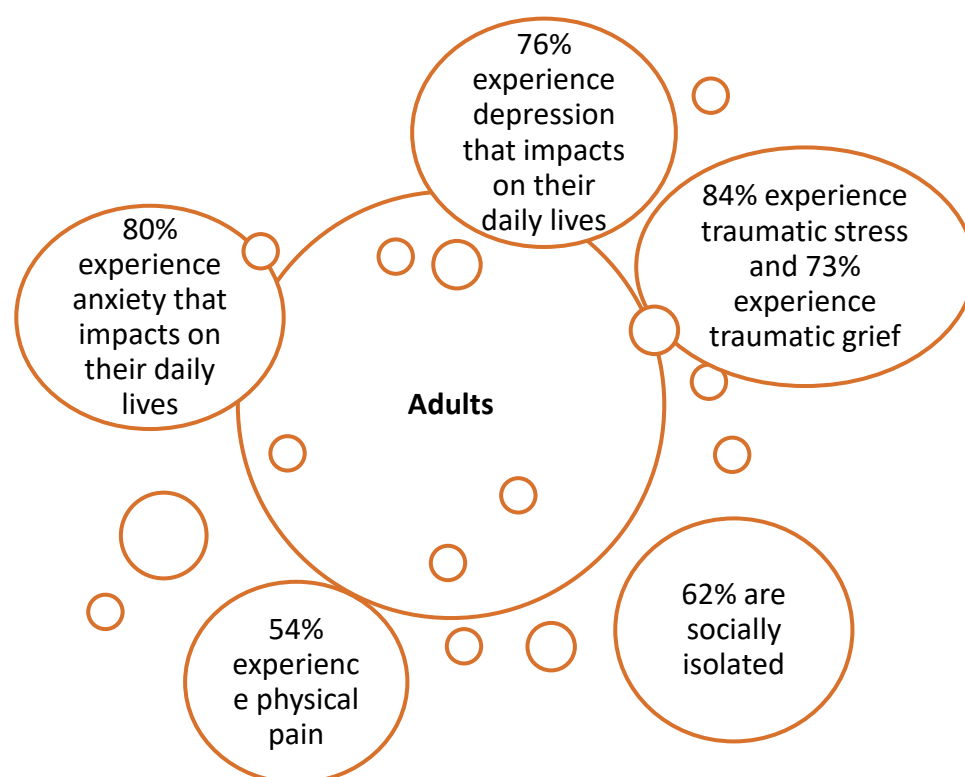 76%
experience
depression
that impacts
on their
daily lives
84% experience
traumatic stress
and 73%
experience
traumatic grief
80%
experience
anxiety that
impacts on
their daily
lives
Adults
62% are
socially
isolated
54%
experienc
e physical
pain